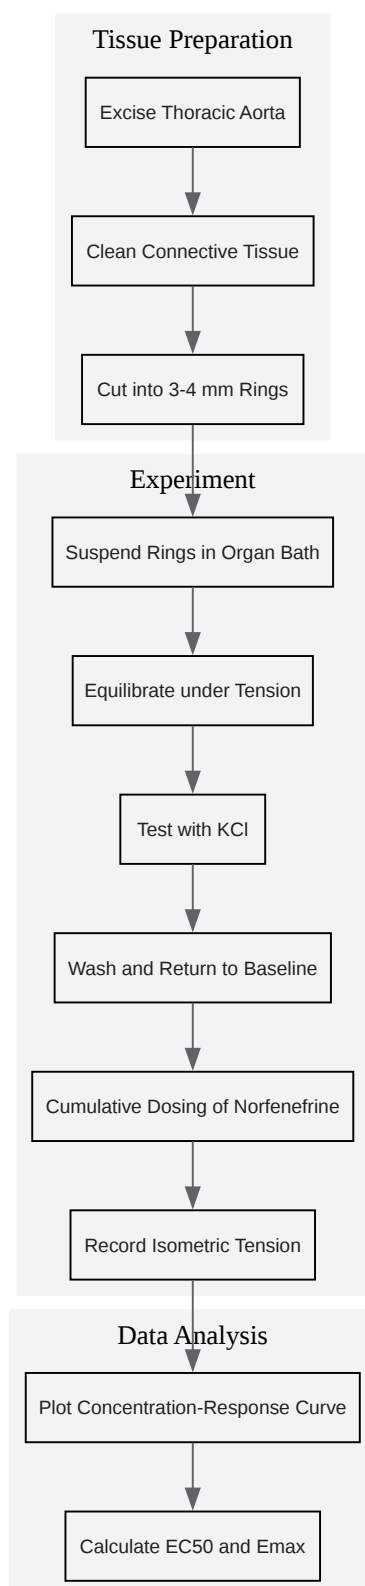 Tissue Preparation
Excise Thoracic Aorta
Clean Connective Tissue
Cut into 3-4 mm Rings
Experiment
Suspend Rings in Organ Bath
Equilibrate under Tension
Test with KCl
Wash and Return to Baseline
Cumulative Dosing of Norfenefrine
Record Isometric Tension
Data Analysis
Plot Concentration-Response Curve
Calculate EC50 and Emax